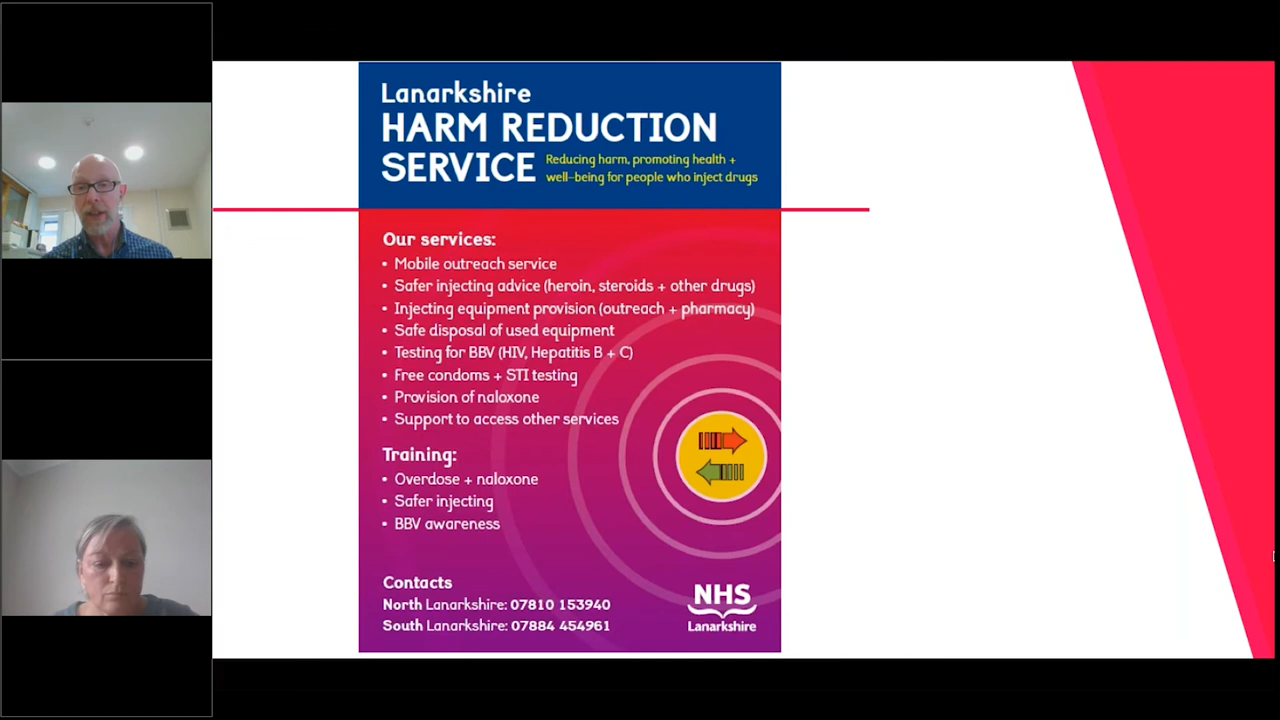 Lanarkshire
HARM REDUCTION
SERVICE
Reducing harm, promoting health +
well-being for people who inject drugs
Our services:
• Mobile outreach service
• Safer injecting advice (heroin, steroids + other drugs)
• Injecting equipment provision (outreach + pharmacy)
• Safe disposal of used equipment
• Testing for BBV (HIV, Hepatitis B + C)
• Free condoms + STI testing
• Provision of naloxone
• Support to access other services
Training:
• Overdose + naloxone
• Safer injecting
• BBV awareness
Contacts
North Lanarkshire: 07810 153940
South Lanarkshire: 07884 454961
NHS
Lanarkshire